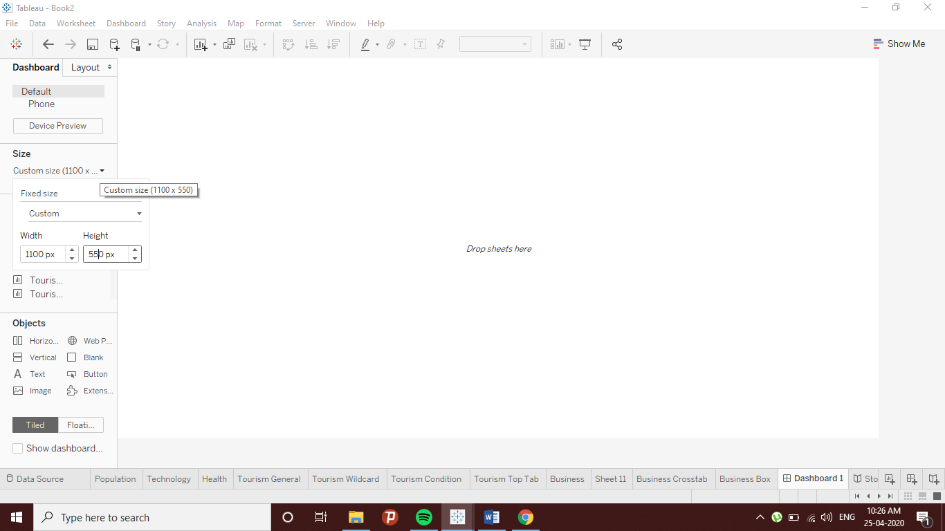 Tableau - Book2
File Data Worksheet Dashboard Story Analysis Map Format Server Window Help
Show Me
Dashboard Layout
Default
Phone
Device Preview
Size
Custom size (1100 x ...
Custom size (1100 x 550)
Fixed size
Custom
Width Height
1100 px 550 px
Drop sheets here
Touris...
Touris...
Objects
Horizo... Web P...
Vertical Blank
A Text Button
Image Extens...
Tiled Floati...
Show dashboard...
Data Source Population Technology Health Tourism General Tourism Wildcard Tourism Condition Tourism Top Tab Business Sheet 11 Business Crosstab Business Box Dashboard 1 Sto
Type here to search
ENG
10:26 AM
25-04-2020
1